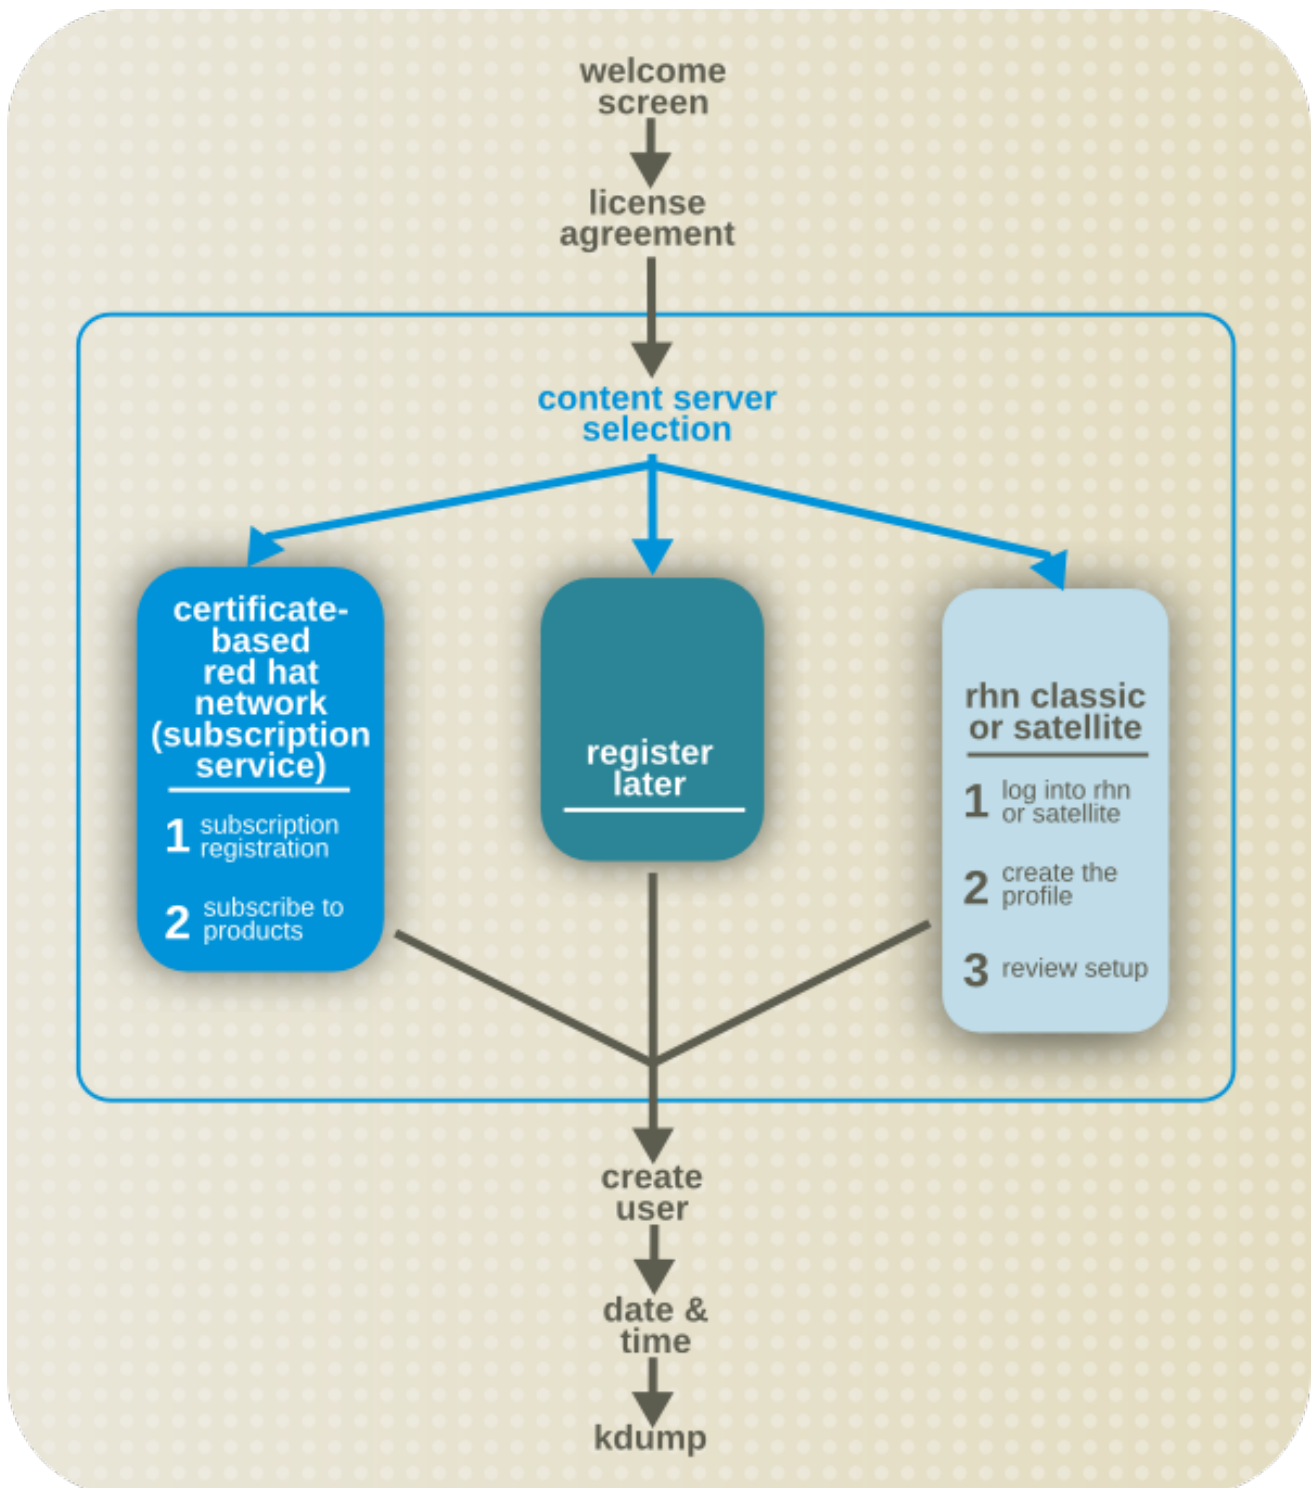 welcome
screen
license
agreement
content server
selection
certificate-
based
red hat
network
(subscription
service)
1 subscription
registration
2 subscribe to
products
register
later
rhn classic
or satellite
1 log into rhn
or satellite
2 create the
profile
3 review setup
create
user
date &
time
kdump